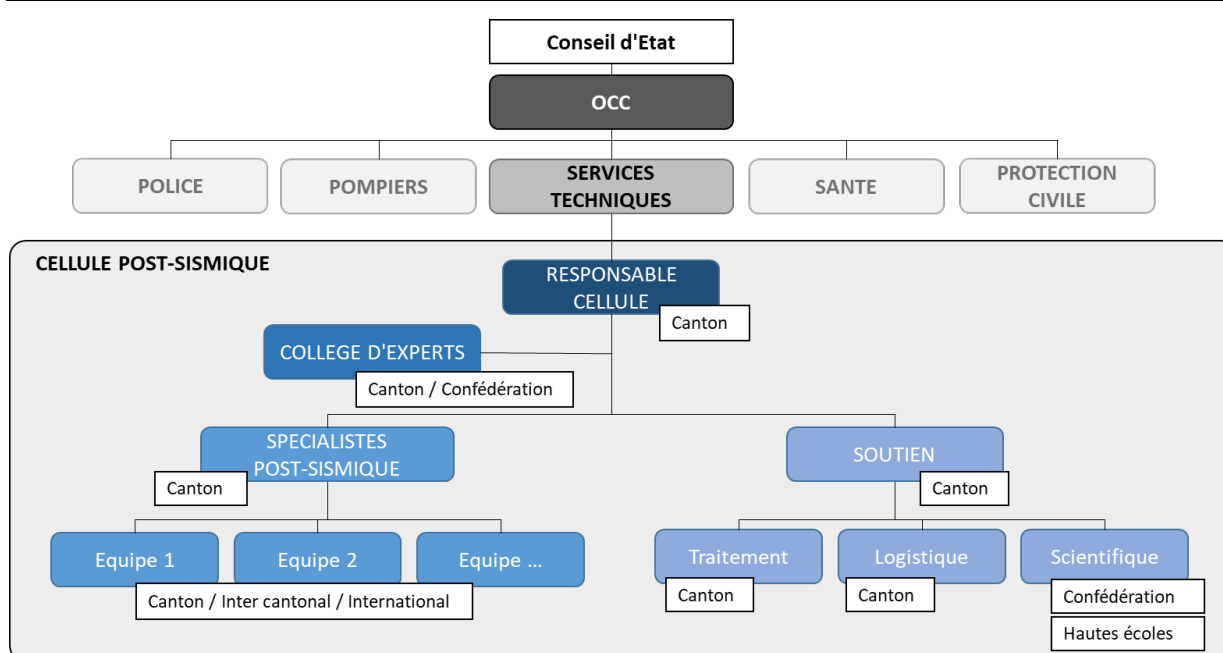 Conseil d'Etat
OCC
POLICE
POMPIERS
SERVICES
TECHNIQUES
SANTE
PROTECTION
CIVILE
CELLULE POST-SISMIQUE
RESPONSABLE
CELLULE
Canton
COLLEGE D'EXPERTS
Canton / Confédération
SPECIALISTES
POST-SISMIQUE
Canton
SOUTIEN
Canton
Equipe 1
Equipe 2
Equipe ...
Canton / Inter cantonal / International
Traitement
Canton
Logistique
Canton
Scientifique
Confédération
Hautes écoles